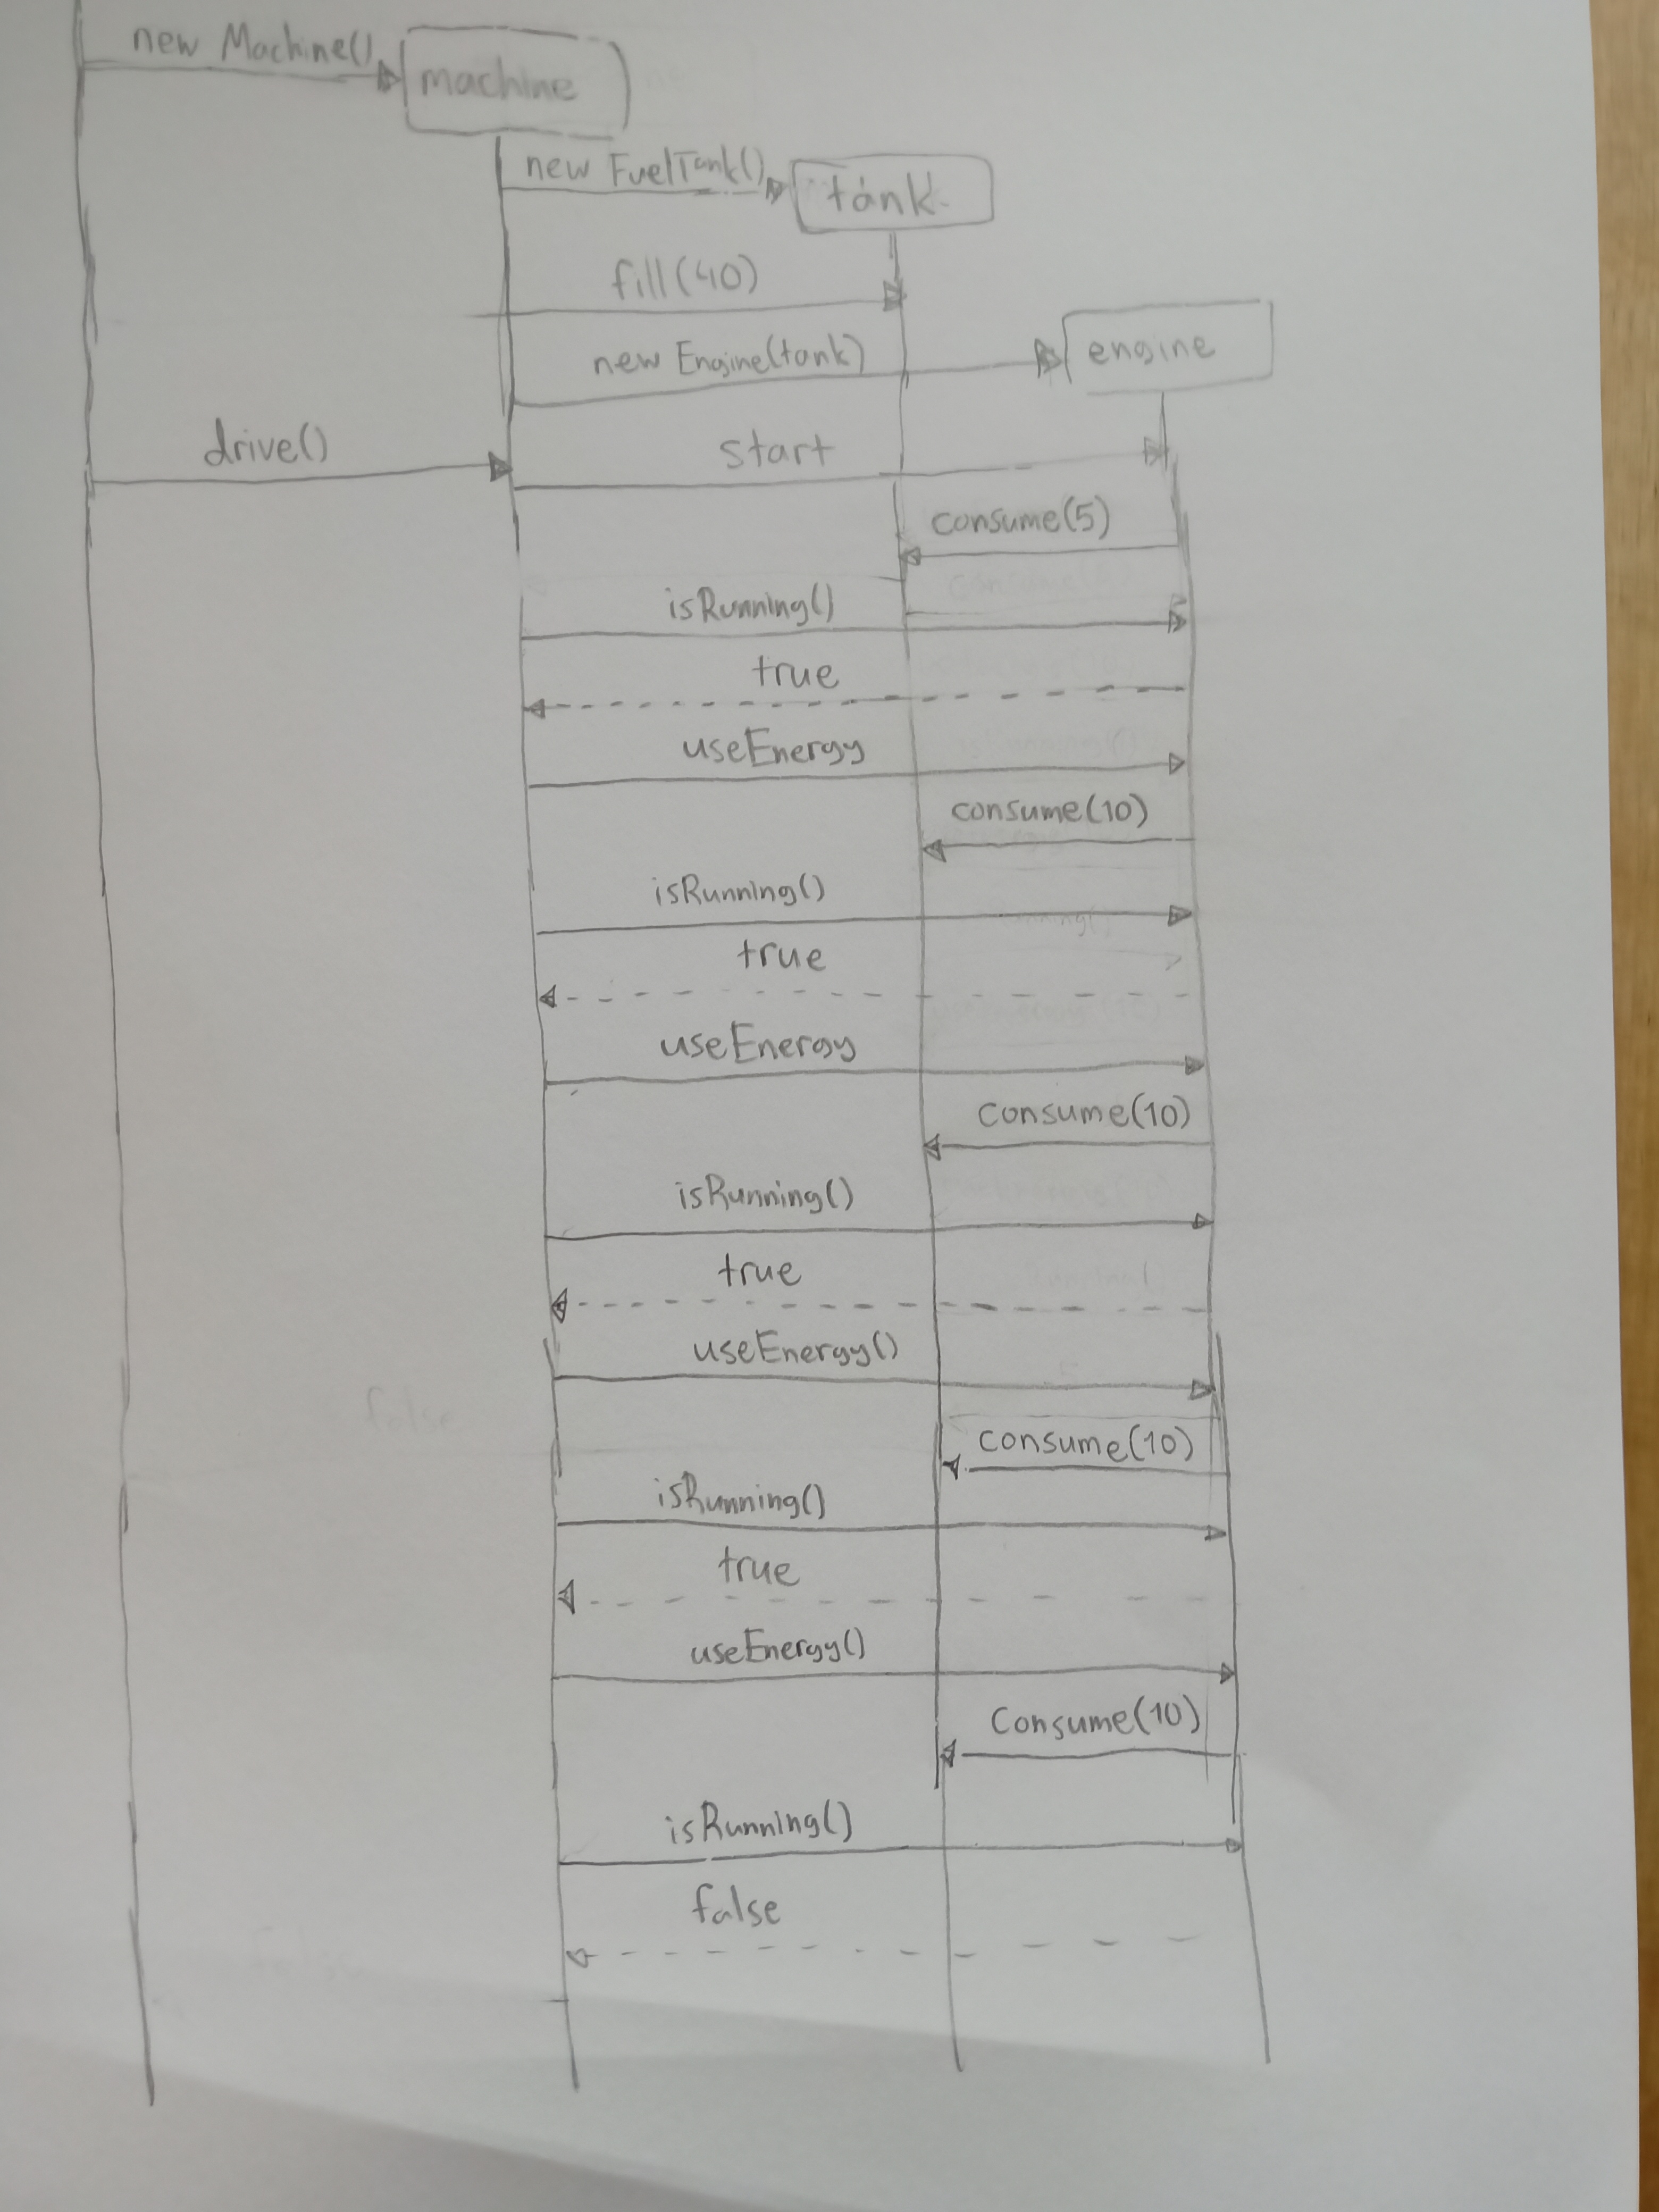 new Machine()
machine
new FuelTank()
tank
fill(40)
new Engine(tank)
engine
drive()
start
consume(5)
isRunning()
true
useEnergy
consume(10)
isRunning()
true
useEnergy
consume(10)
isRunning()
true
useEnergy()
consume(10)
isRunning()
true
useEnergy()
Consume(10)
isRunning()
false